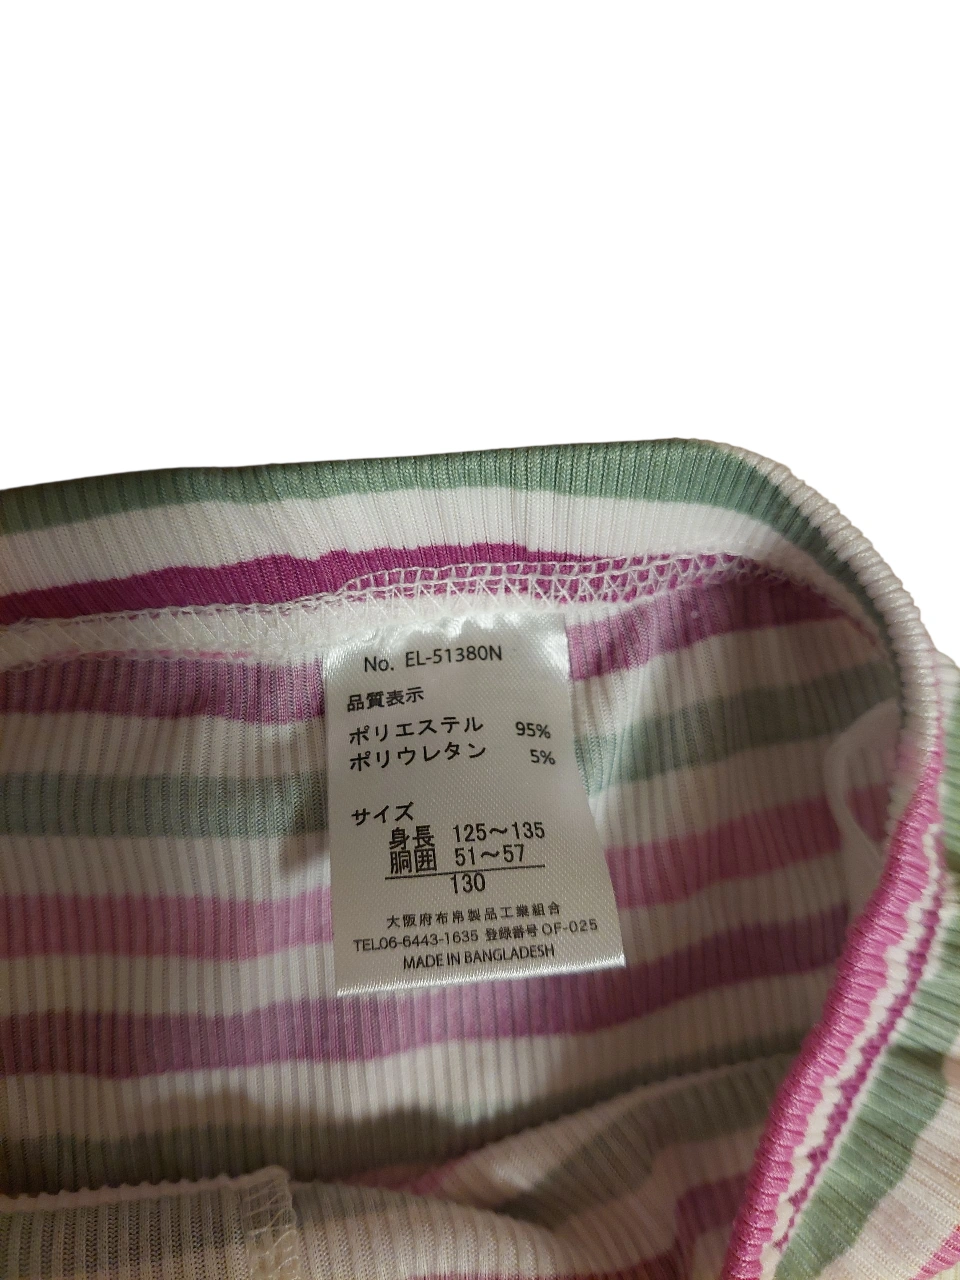 No. EL-51380N
品質表示
ポリエステル 95%
ポリウレタン 5%
サイズ
身長 125～135
胴囲 51～57
130
大阪府布帛製品工業組合
TEL06-6443-1635 登録番号 OF-025
MADE IN BANGLADESH